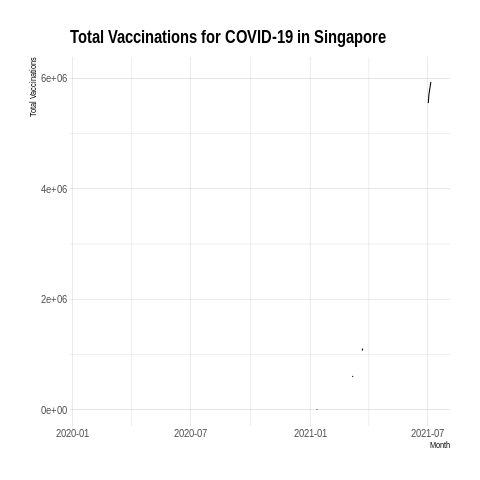 Total Vaccinations for COVID-19 in Singapore
Total Vaccinations
6e+06
4e+06
2e+06
0e+00
2020-01
2020-07
2021-01
2021-07
Month